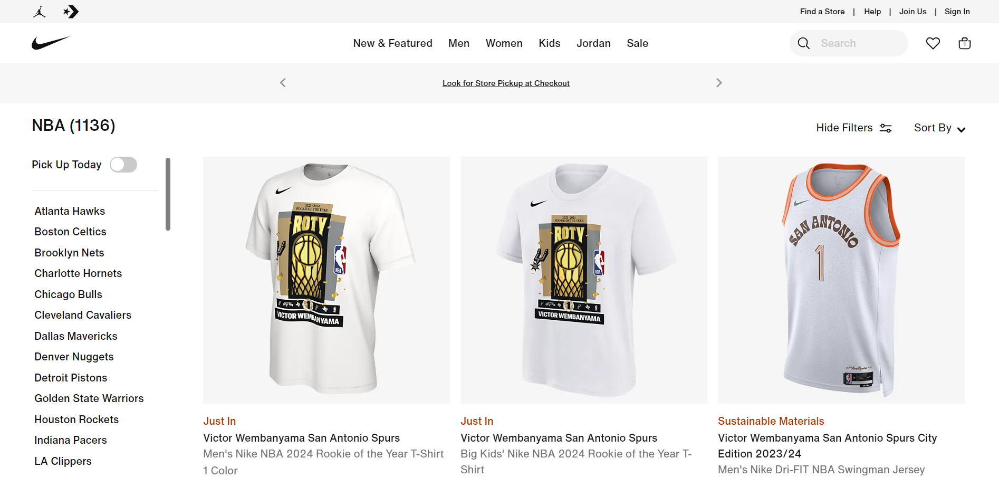 Find a Store | Help | Join Us | Sign In
New & Featured Men Women Kids Jordan Sale
Search
1
Look for Store Pickup at Checkout
NBA (1136)
Hide Filters
Sort By
Pick Up Today
Atlanta Hawks
Boston Celtics
Brooklyn Nets
Charlotte Hornets
Chicago Bulls
Cleveland Cavaliers
Dallas Mavericks
Denver Nuggets
Detroit Pistons
Golden State Warriors
Houston Rockets
Indiana Pacers
LA Clippers
2023-2024
ROOKIE OF THE YEAR
ROTY
NBA
SPURS
1
VICTOR WEMBANYAMA
Just In
Victor Wembanyama San Antonio Spurs
Men's Nike NBA 2024 Rookie of the Year T-Shirt
1 Color
2023-2024
ROOKIE OF THE YEAR
ROTY
NBA
SPURS
1
VICTOR WEMBANYAMA
Just In
Victor Wembanyama San Antonio Spurs
Big Kids' Nike NBA 2024 Rookie of the Year T-
Shirt
SAN ANTONIO
1
Sustainable Materials
Victor Wembanyama San Antonio Spurs City
Edition 2023/24
Men's Nike Dri-FIT NBA Swingman Jersey